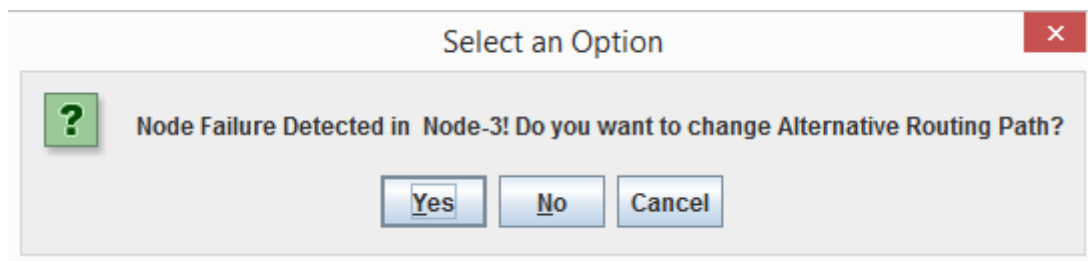 Select an Option
Node Failure Detected in Node-3! Do you want to change Alternative Routing Path?
Yes No Cancel